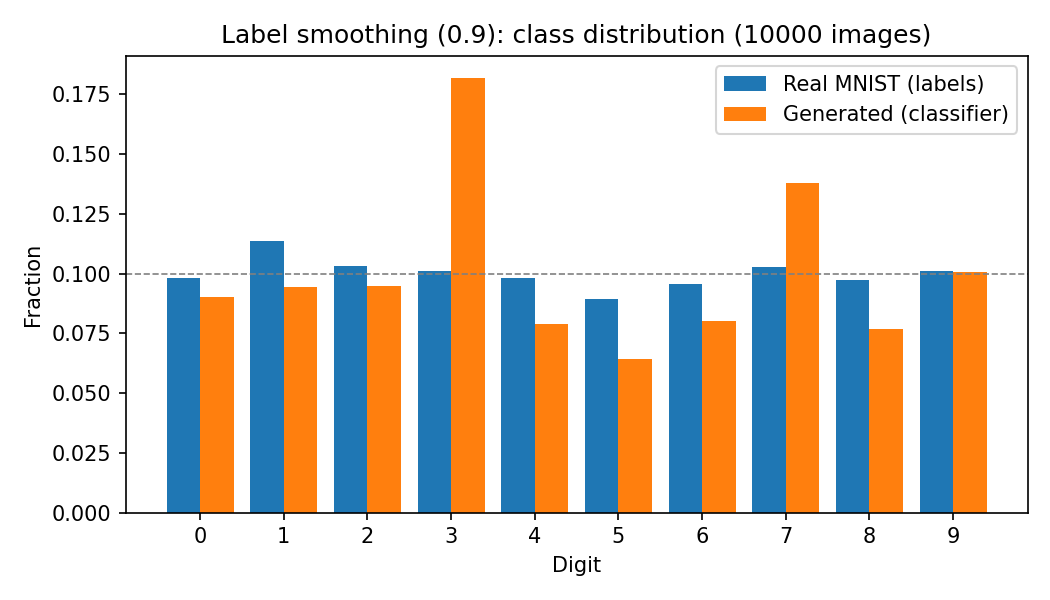 Label smoothing (0.9): class distribution (10000 images)
Real MNIST (labels)
Generated (classifier)
Fraction
0.175
0.150
0.125
0.100
0.075
0.050
0.025
0.000
0 1 2 3 4 5 6 7 8 9
Digit